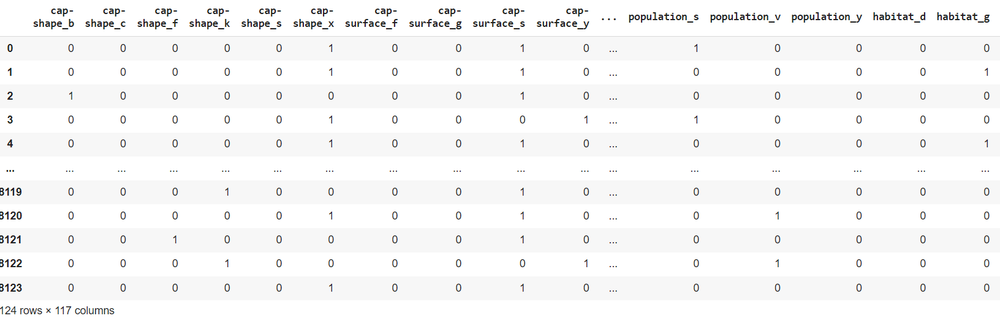 cap-shape_b cap-shape_c cap-shape_f cap-shape_k cap-shape_s cap-shape_x cap-surface_f cap-surface_g cap-surface_s cap-surface_y ... population_s population_v population_y habitat_d habitat_g
0 0 0 0 0 0 1 0 0 1 0 ... 1 0 0 0 0
1 0 0 0 0 0 1 0 0 1 0 ... 0 0 0 0 1
2 1 0 0 0 0 0 0 0 1 0 ... 0 0 0 0 0
3 0 0 0 0 0 1 0 0 0 1 ... 1 0 0 0 0
4 0 0 0 0 0 1 0 0 1 0 ... 0 0 0 0 1
... ... ... ... ... ... ... ... ... ... ... ... ... ... ... ... ...
8119 0 0 0 1 0 0 0 0 1 0 ... 0 0 0 0 0
8120 0 0 0 0 0 1 0 0 1 0 ... 0 1 0 0 0
8121 0 0 1 0 0 0 0 0 1 0 ... 0 0 0 0 0
8122 0 0 0 1 0 0 0 0 0 1 ... 0 1 0 0 0
8123 0 0 0 0 0 1 0 0 1 0 ... 0 0 0 0 0
124 rows × 117 columns